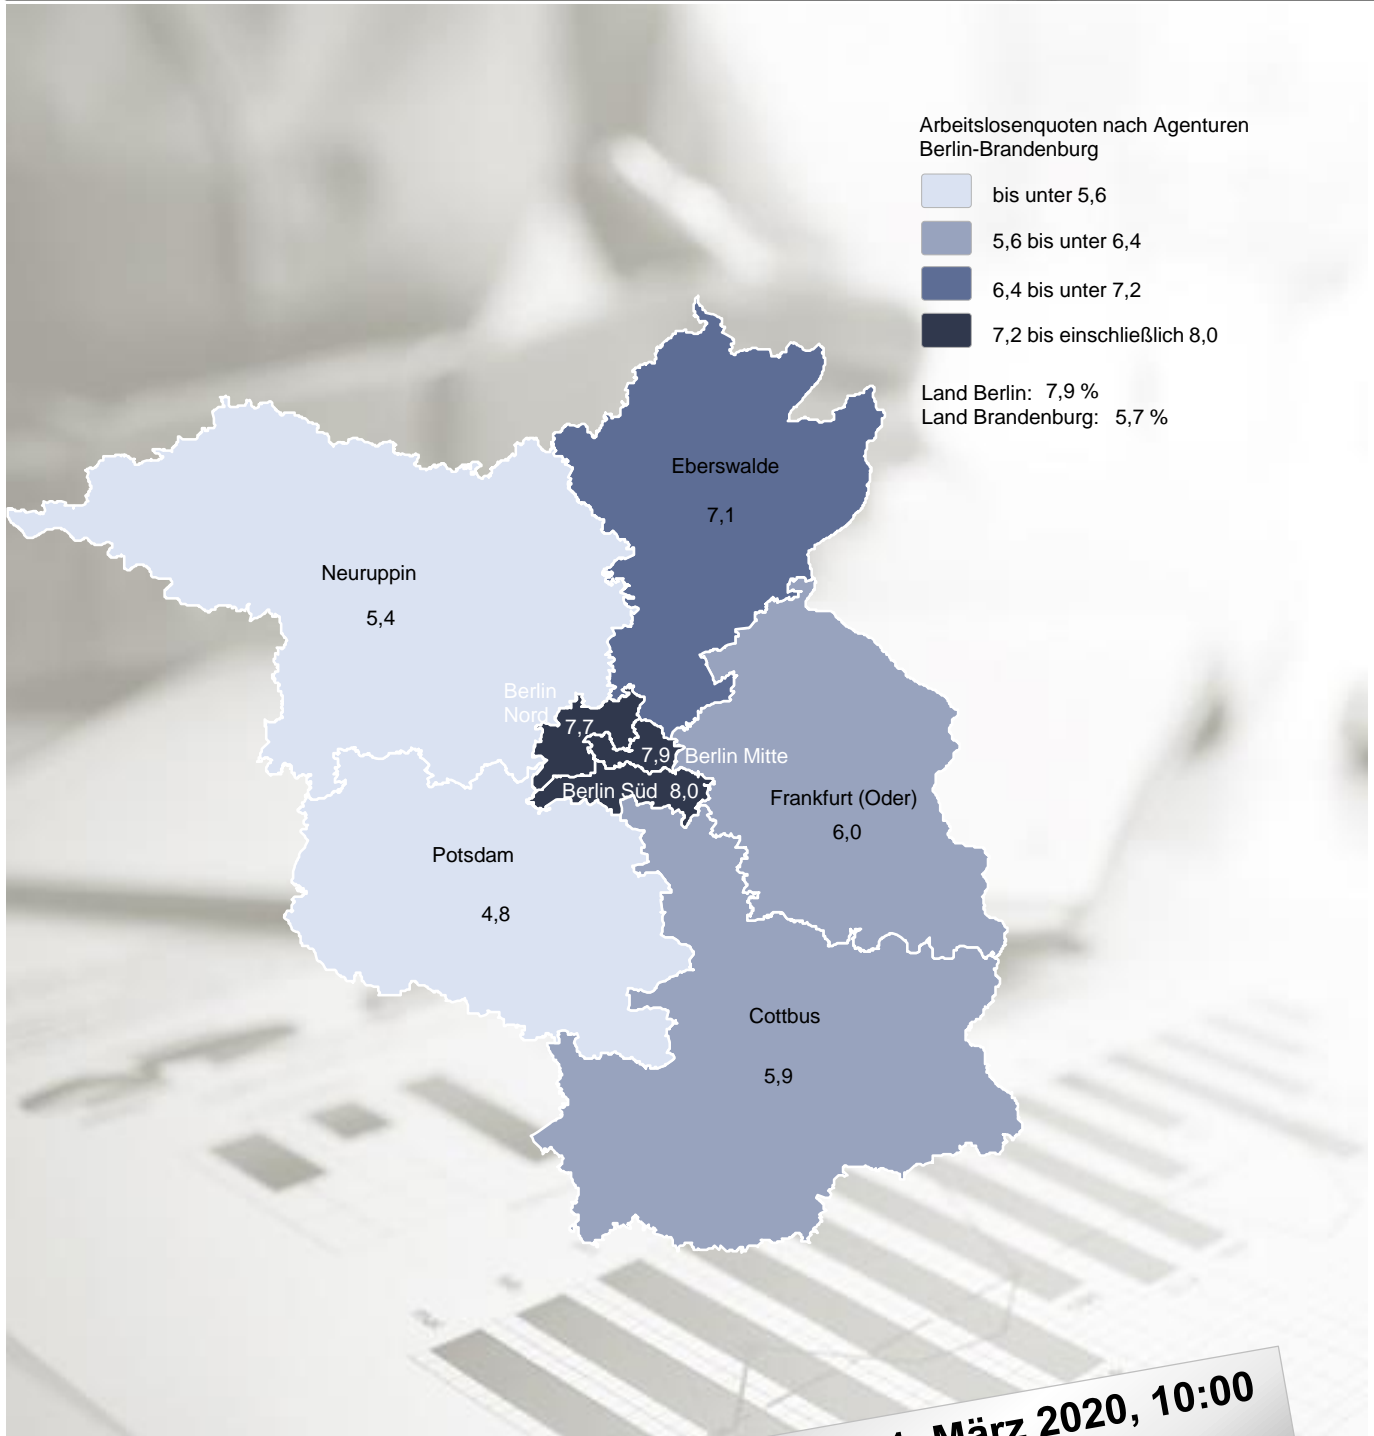 Arbeitslosenquoten nach Agenturen
Berlin-Brandenburg
bis unter 5,6
5,6 bis unter 6,4
6,4 bis unter 7,2
7,2 bis einschließlich 8,0
Land Berlin: 7,9 %
Land Brandenburg: 5,7 %
Eberswalde
7,1
Neuruppin
5,4
Berlin
Nord 7,7
7,9 Berlin Mitte
Berlin Süd 8,0
Frankfurt (Oder)
6,0
Potsdam
4,8
Cottbus
5,9
März 2020, 10:00